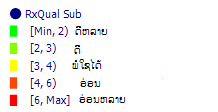 RxQual Sub
[Min, 2) ດີຫລາຍ
[2, 3) ດີ
[3, 4) ພໍໃຊ້ໄດ້
[4, 6) ອ່ອນ
[6, Max] ອ່ອນຫລາຍ